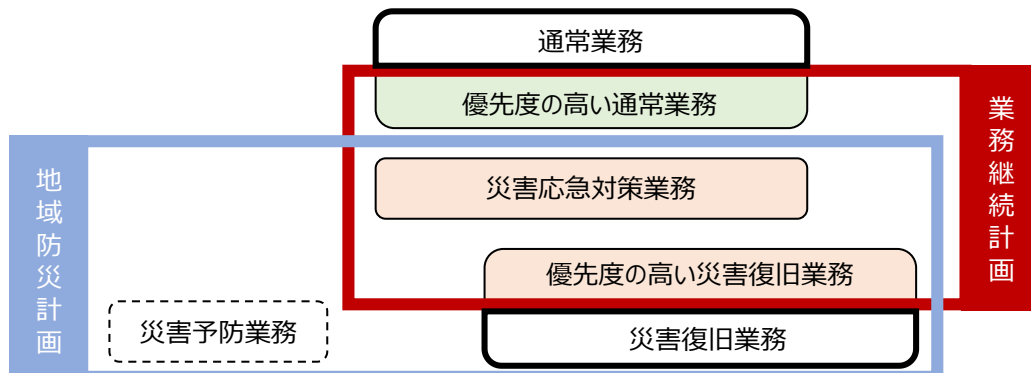 通常業務
優先度の高い通常業務
業務継続計画
地域防災計画
災害応急対策業務
優先度の高い災害復旧業務
災害予防業務
災害復旧業務